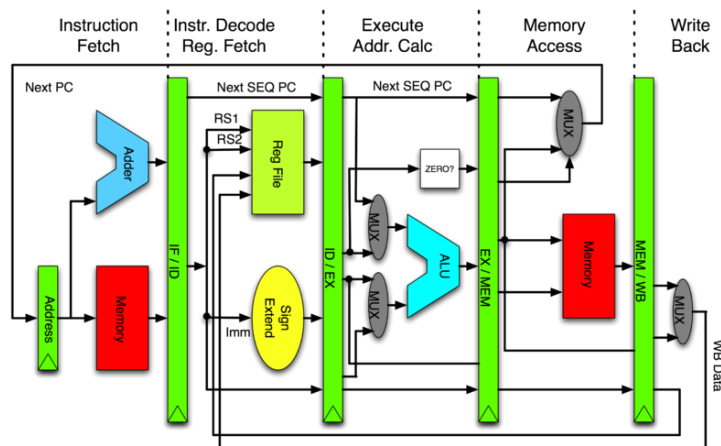 Instruction
Fetch
Instr. Decode
Reg. Fetch
Execute
Addr. Calc
Memory
Access
Write
Back
Next PC
Next SEQ PC
Next SEQ PC
MUX
RS1
RS2
Reg File
Adder
ZERO?
MUX
IF / ID
ID / EX
ALU
EX / MEM
Memory
MEM / WB
Address
Memory
Sign
Extend
MUX
MUX
Imm
WB Data